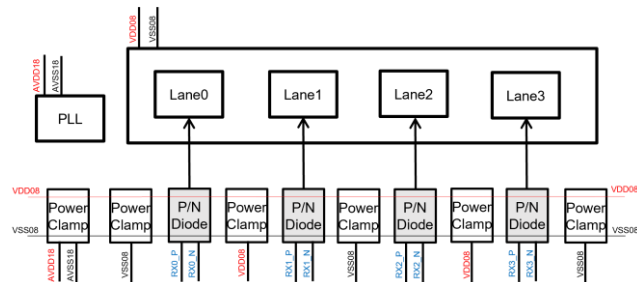 VDD08
VSS08
AVDD18
AVSS18
PLL
Lane0
Lane1
Lane2
Lane3
VDD08
VDD08
VSS08
VSS08
Power
Clamp
Power
Clamp
P/N
Diode
Power
Clamp
P/N
Diode
Power
Clamp
P/N
Diode
Power
Clamp
P/N
Diode
Power
Clamp
AVDD18
AVSS18
VSS08
RX0_P
RX0_N
VDD08
RX1_P
RX1_N
VSS08
RX2_P
RX2_N
VDD08
RX3_P
RX3_N
VSS08